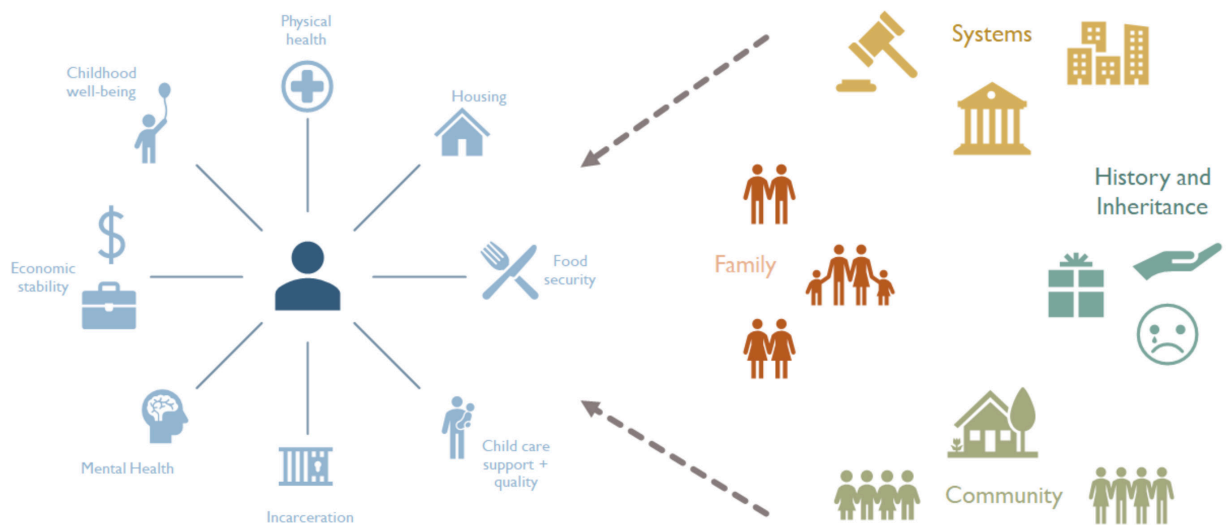 Physical
health
Childhood
well-being
Housing
Economic
stability
Food
security
Mental Health
Incarceration
Child care
support +
quality
Systems
History and
Inheritance
Family
Community